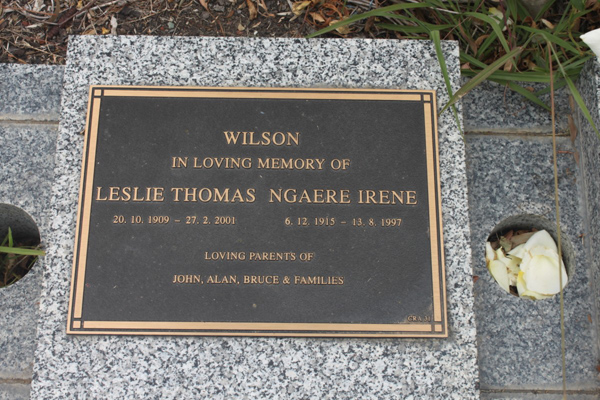 WILSON
IN LOVING MEMORY OF
LESLIE THOMAS NGAERE IRENE
20. 10. 1909 – 27. 2. 2001 6. 12. 1915 – 13. 8. 1997
LOVING PARENTS OF
JOHN, ALAN, BRUCE & FAMILIES